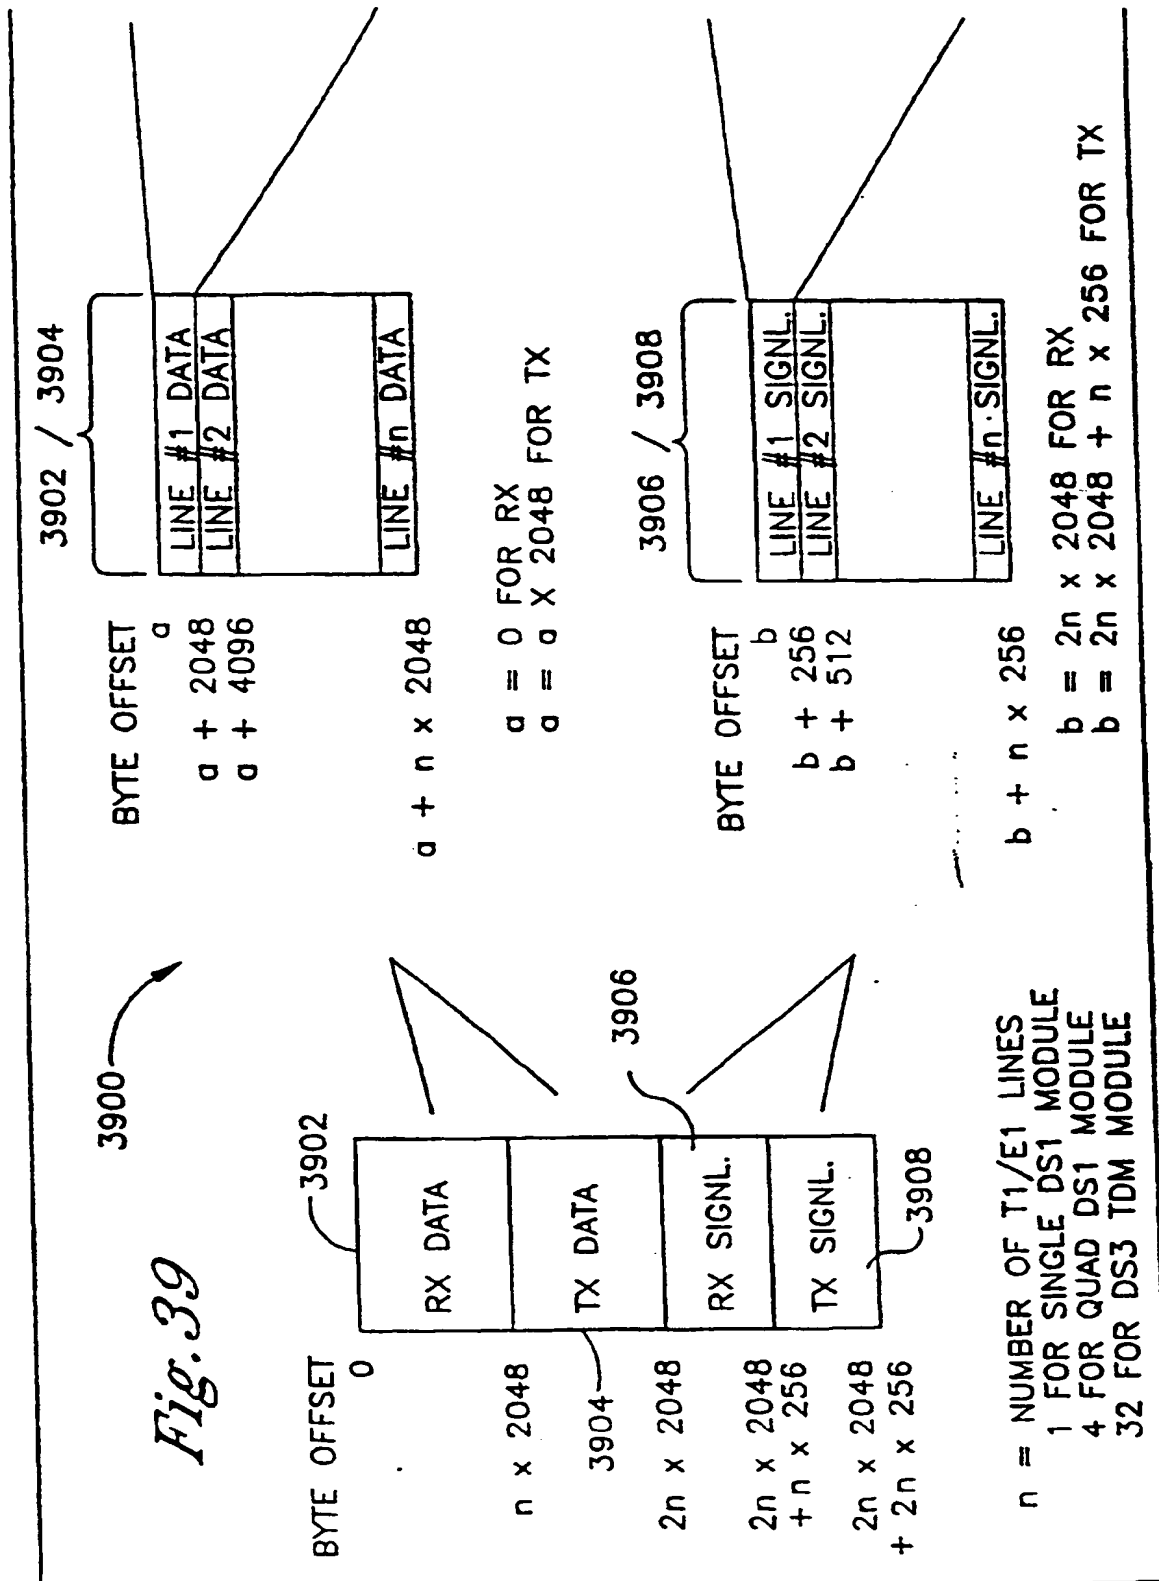 Fig. 39
3900
BYTE OFFSET
0
n x 2048
2n x 2048
2n x 2048
+ n x 256
2n x 2048
+ 2n x 256
3902
RX DATA
TX DATA
RX SIGNL.
TX SIGNL.
3904
3906
3908
n = NUMBER OF T1/E1 LINES
1 FOR SINGLE DS1 MODULE
4 FOR QUAD DS1 MODULE
32 FOR DS3 TDM MODULE
3902 / 3904
BYTE OFFSET
a
a + 2048
a + 4096
a + n x 2048
LINE #1 DATA
LINE #2 DATA
LINE #n DATA
a = 0 FOR RX
a = a X 2048 FOR TX
3906 / 3908
BYTE OFFSET
b
b + 256
b + 512
b + n x 256
LINE #1 SIGNL.
LINE #2 SIGNL.
LINE #n SIGNL.
b = 2n x 2048 FOR RX
b = 2n x 2048 + n x 256 FOR TX